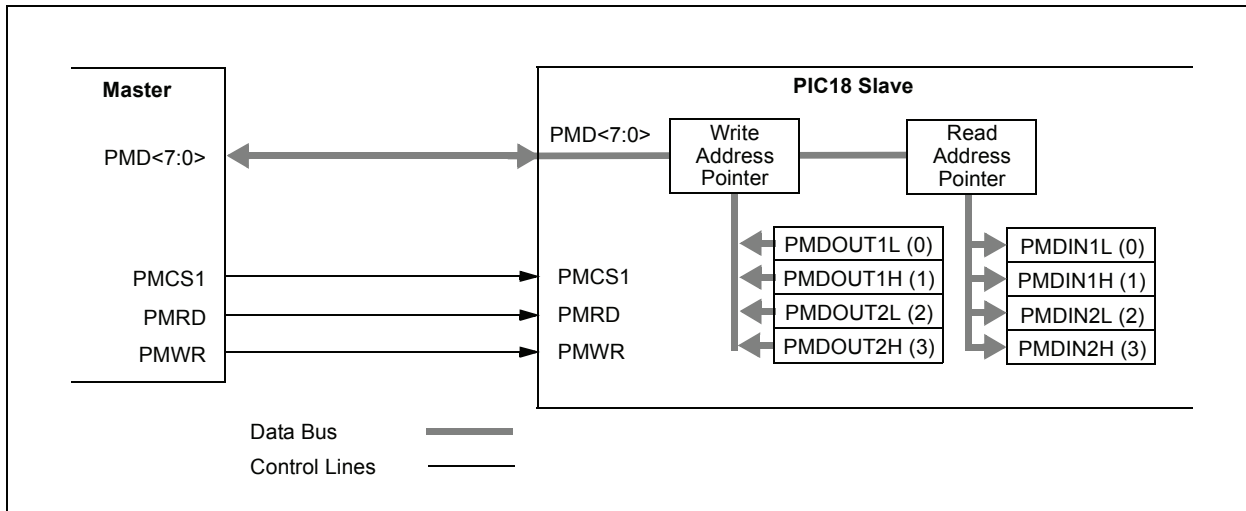 Master
PIC18 Slave
PMD<7:0>
PMD<7:0>
Write
Address
Pointer
Read
Address
Pointer
PMDOUT1L (0)
PMDOUT1H (1)
PMDOUT2L (2)
PMDOUT2H (3)
PMDIN1L (0)
PMDIN1H (1)
PMDIN2L (2)
PMDIN2H (3)
PMCS1
PMCS1
PMRD
PMRD
PMWR
PMWR
Data Bus
Control Lines